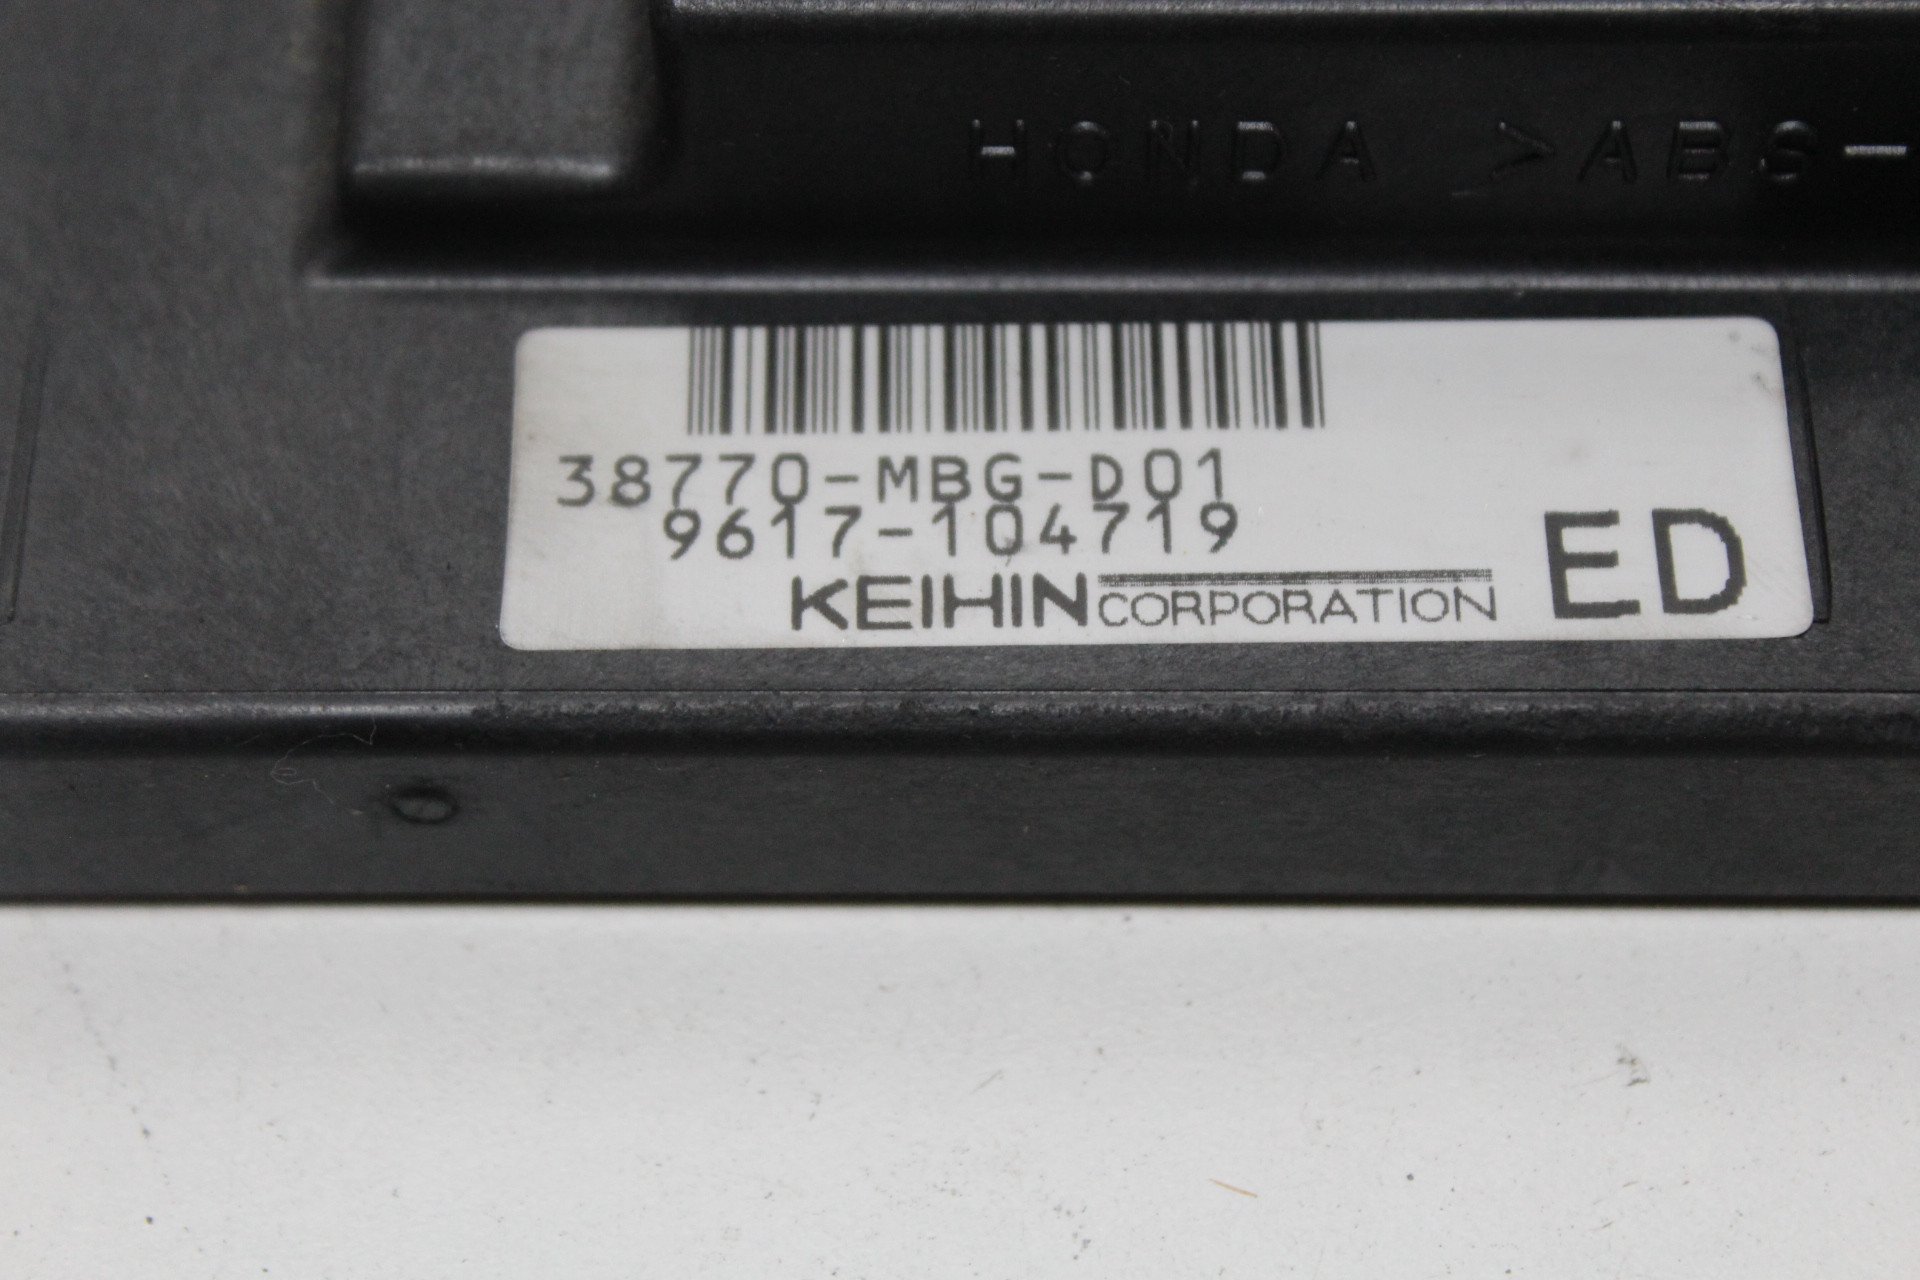 HONDA >ABS-
38770-MBG-D01
9617-104719
KEIHIN CORPORATION
ED